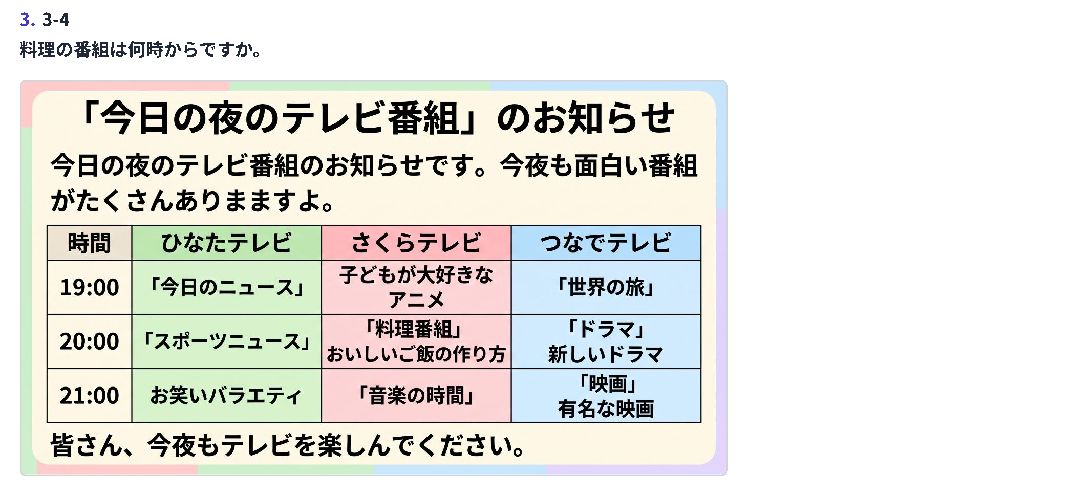 3. 3-4
料理の番組は何時からですか。
「今日の夜のテレビ番組」のお知らせ
今日の夜のテレビ番組のお知らせです。今夜も面白い番組
がたくさんありまますよ。
時間 ひなたテレビ さくらテレビ つなでテレビ
19:00 「今日のニュース」 子どもが大好きな アニメ 「世界の旅」
20:00 「スポーツニュース」 「料理番組」 おいしいご飯の作り方 「ドラマ」 新しいドラマ
21:00 お笑いバラエティ 「音楽の時間」 「映画」 有名な映画
皆さん、今夜もテレビを楽しんでください。